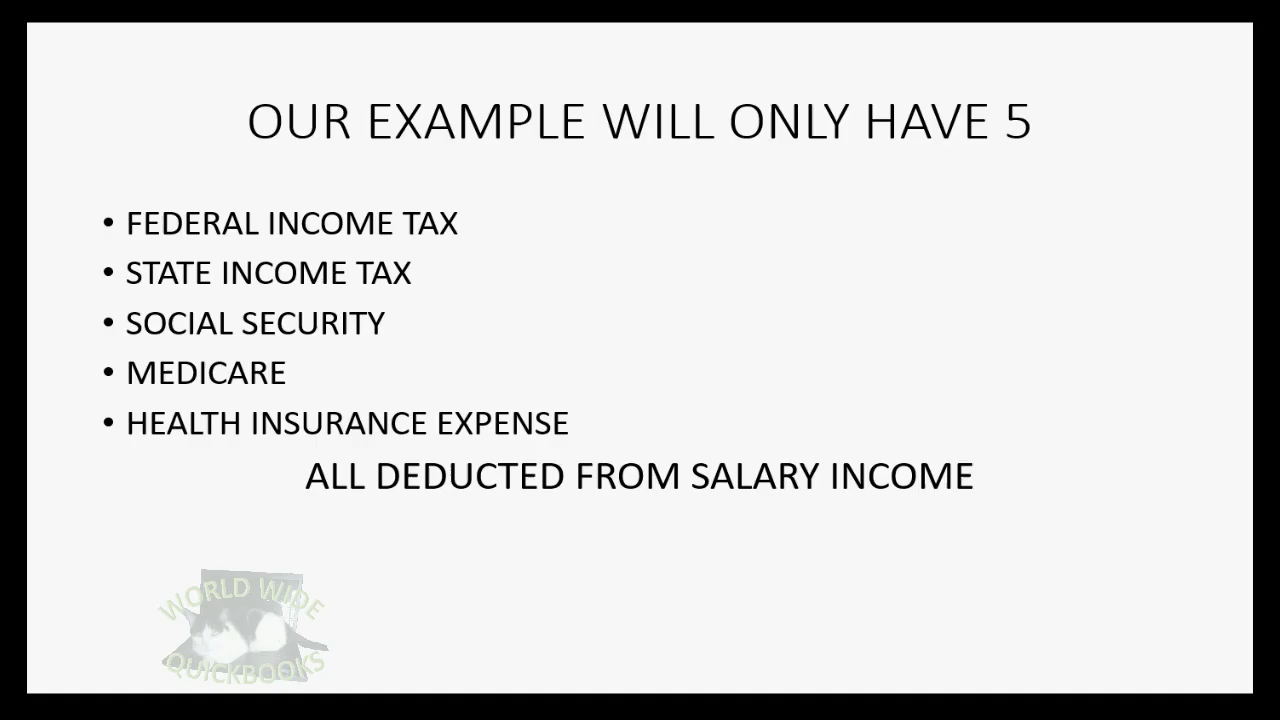 OUR EXAMPLE WILL ONLY HAVE 5
• FEDERAL INCOME TAX
• STATE INCOME TAX
• SOCIAL SECURITY
• MEDICARE
• HEALTH INSURANCE EXPENSE
ALL DEDUCTED FROM SALARY INCOME
WORLD WIDE
QUICKBOOKS